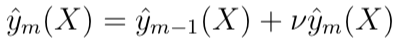 ŷ_m(X) = ŷ_{m−1}(X) + νŷ_m(X)